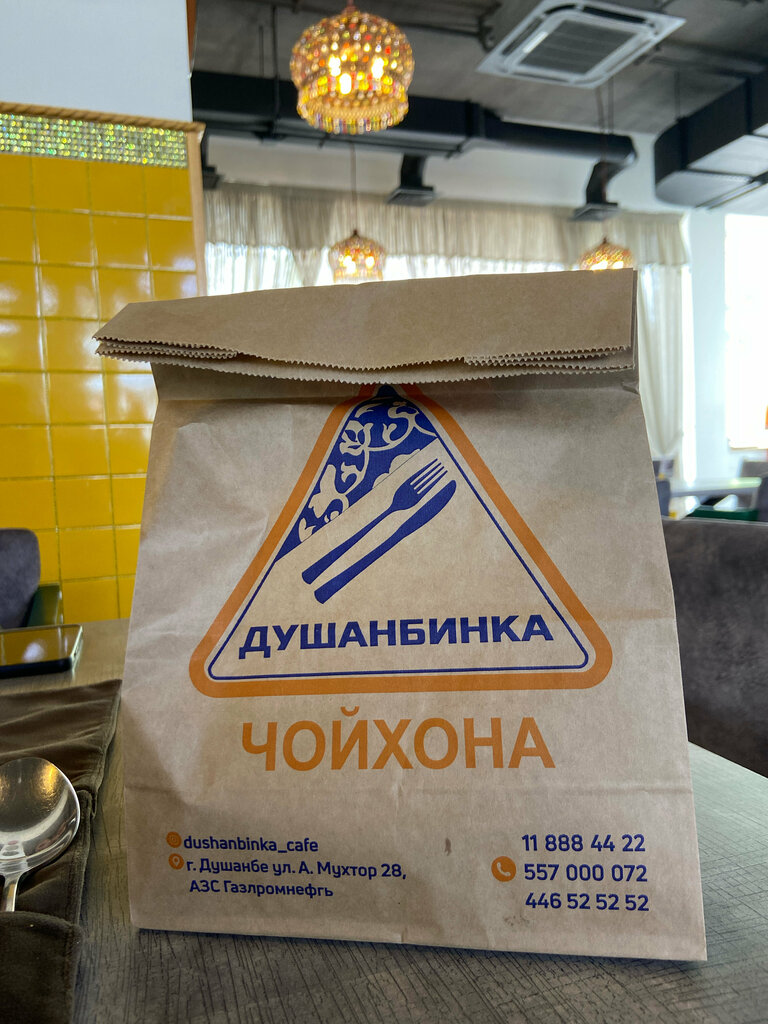 ДУШАНБИНКА
ЧОЙХОНА
dushanbinka_cafe
г. Душанбе ул. А. Мухтор 28,
АЗС Газлромнефгь
11 888 44 22
557 000 072
446 52 52 52